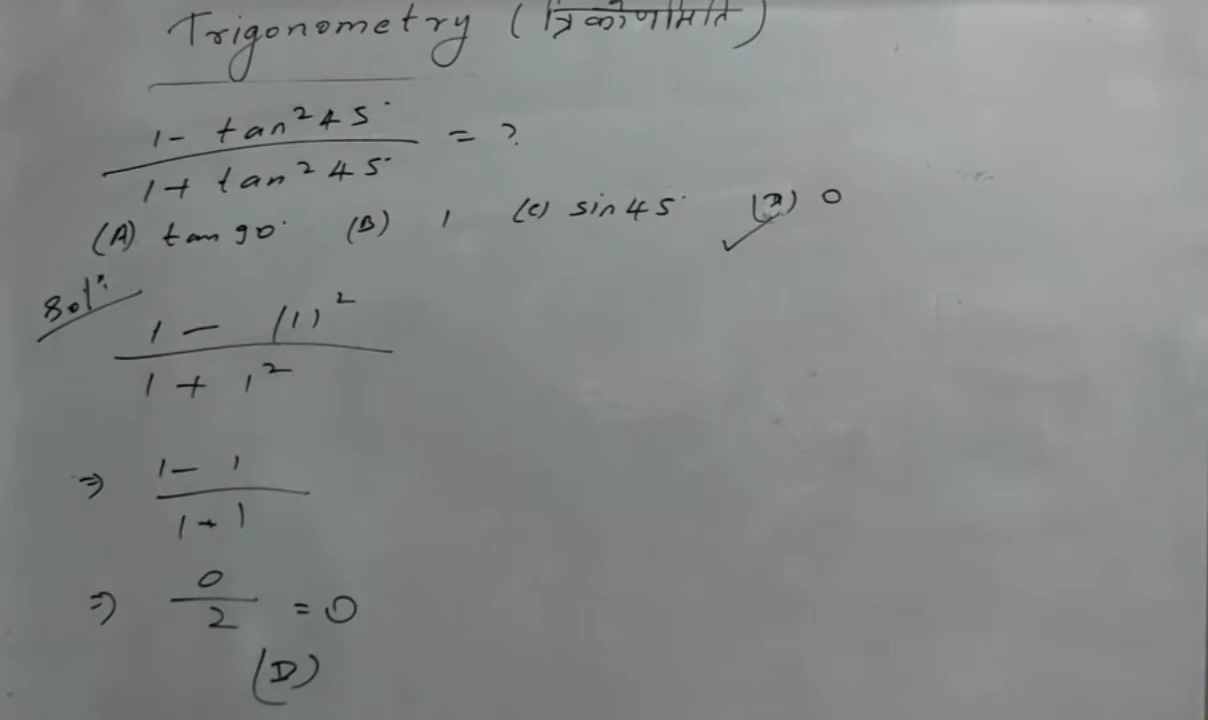 Trigonometry (त्रिकोणमिति)
1 - tan²45° / 1 + tan²45° = ?
(A) tan 90° (B) 1 (C) sin 45° (D) 0
Solⁿ
1 - (1)² / 1 + 1²
⇒ 1 - 1 / 1 + 1
⇒ 0 / 2 = 0
(D)